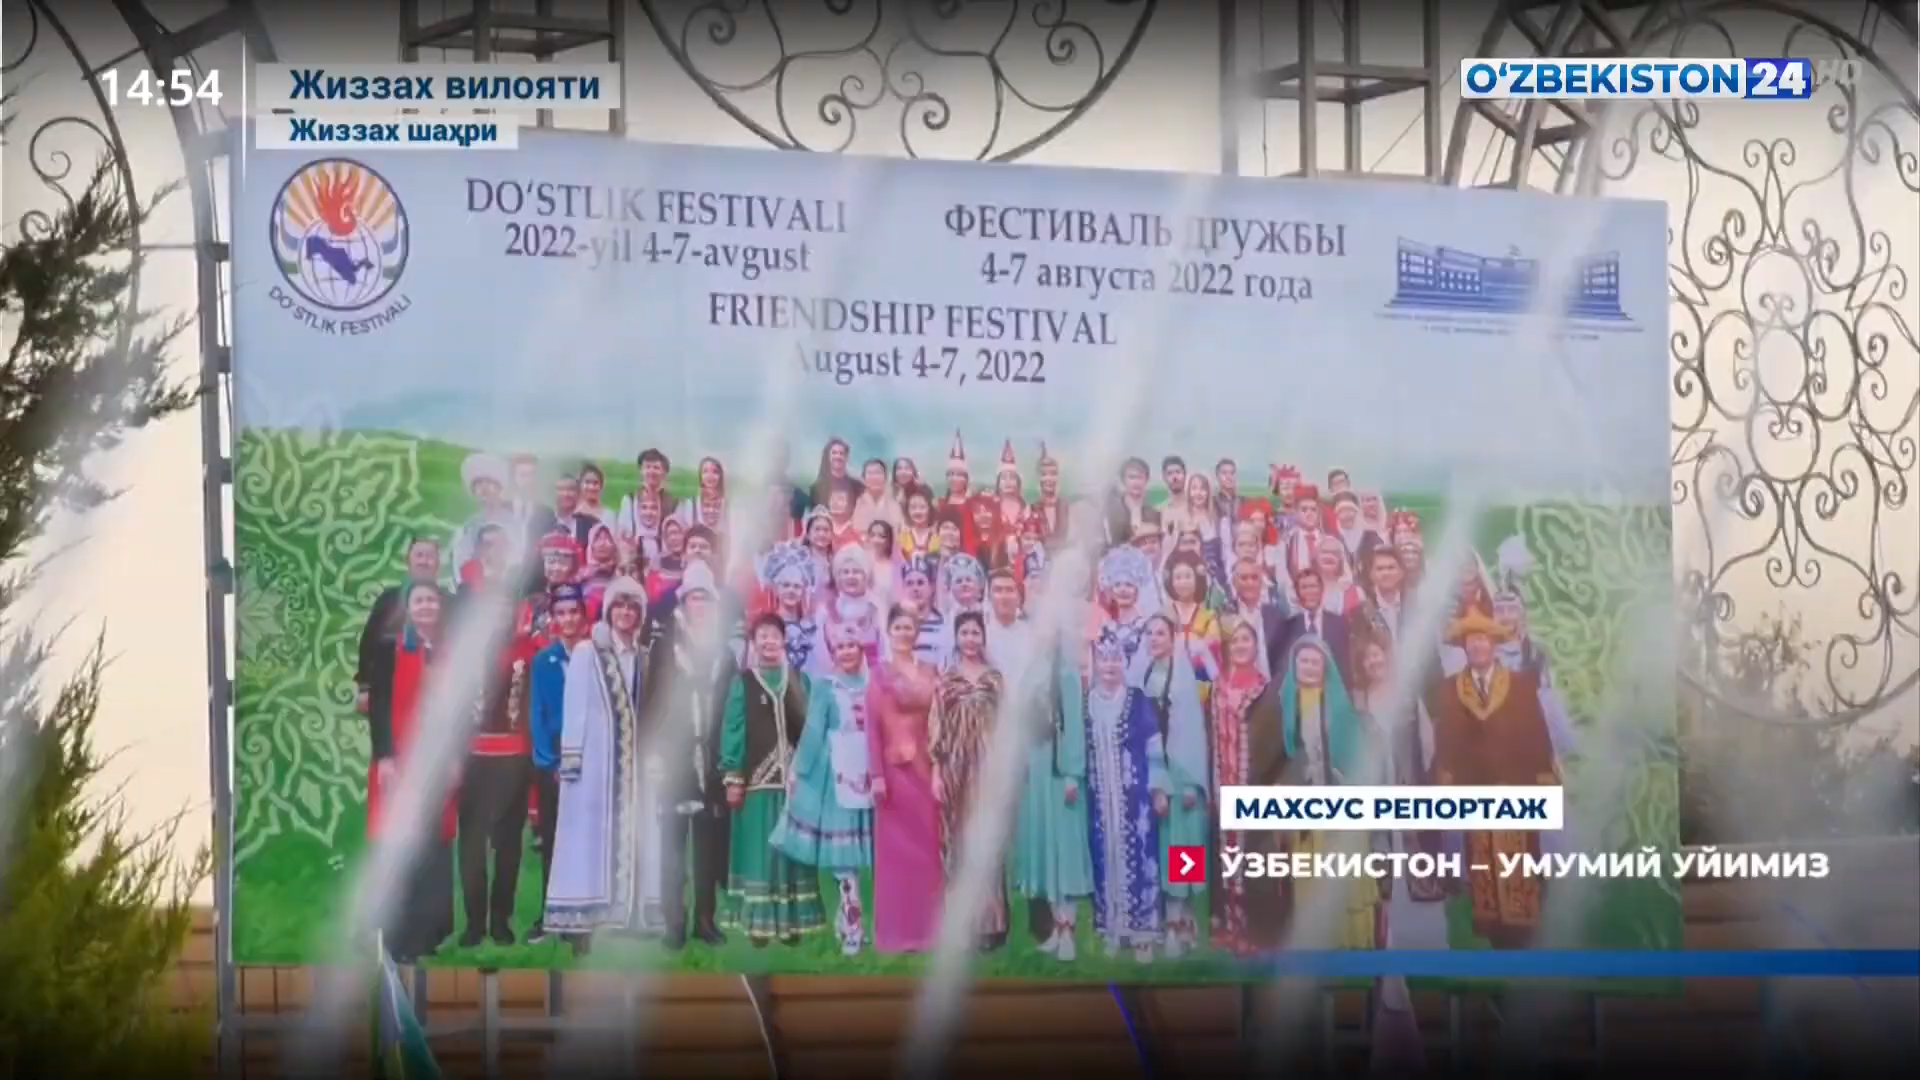 14:54
Жиззах вилояти
Жиззах шаҳри
O‘ZBEKISTON 24 HD
DO‘STLIK FESTIVALI
2022-yil 4-7-avgust
ФЕСТИВАЛЬ ДРУЖБЫ
4-7 августа 2022 года
FRIENDSHIP FESTIVAL
August 4-7, 2022
DO‘STLIK FESTIVALI
МАХСУС РЕПОРТАЖ
ЎЗБЕКИСТОН – УМУМИЙ УЙИМИЗ